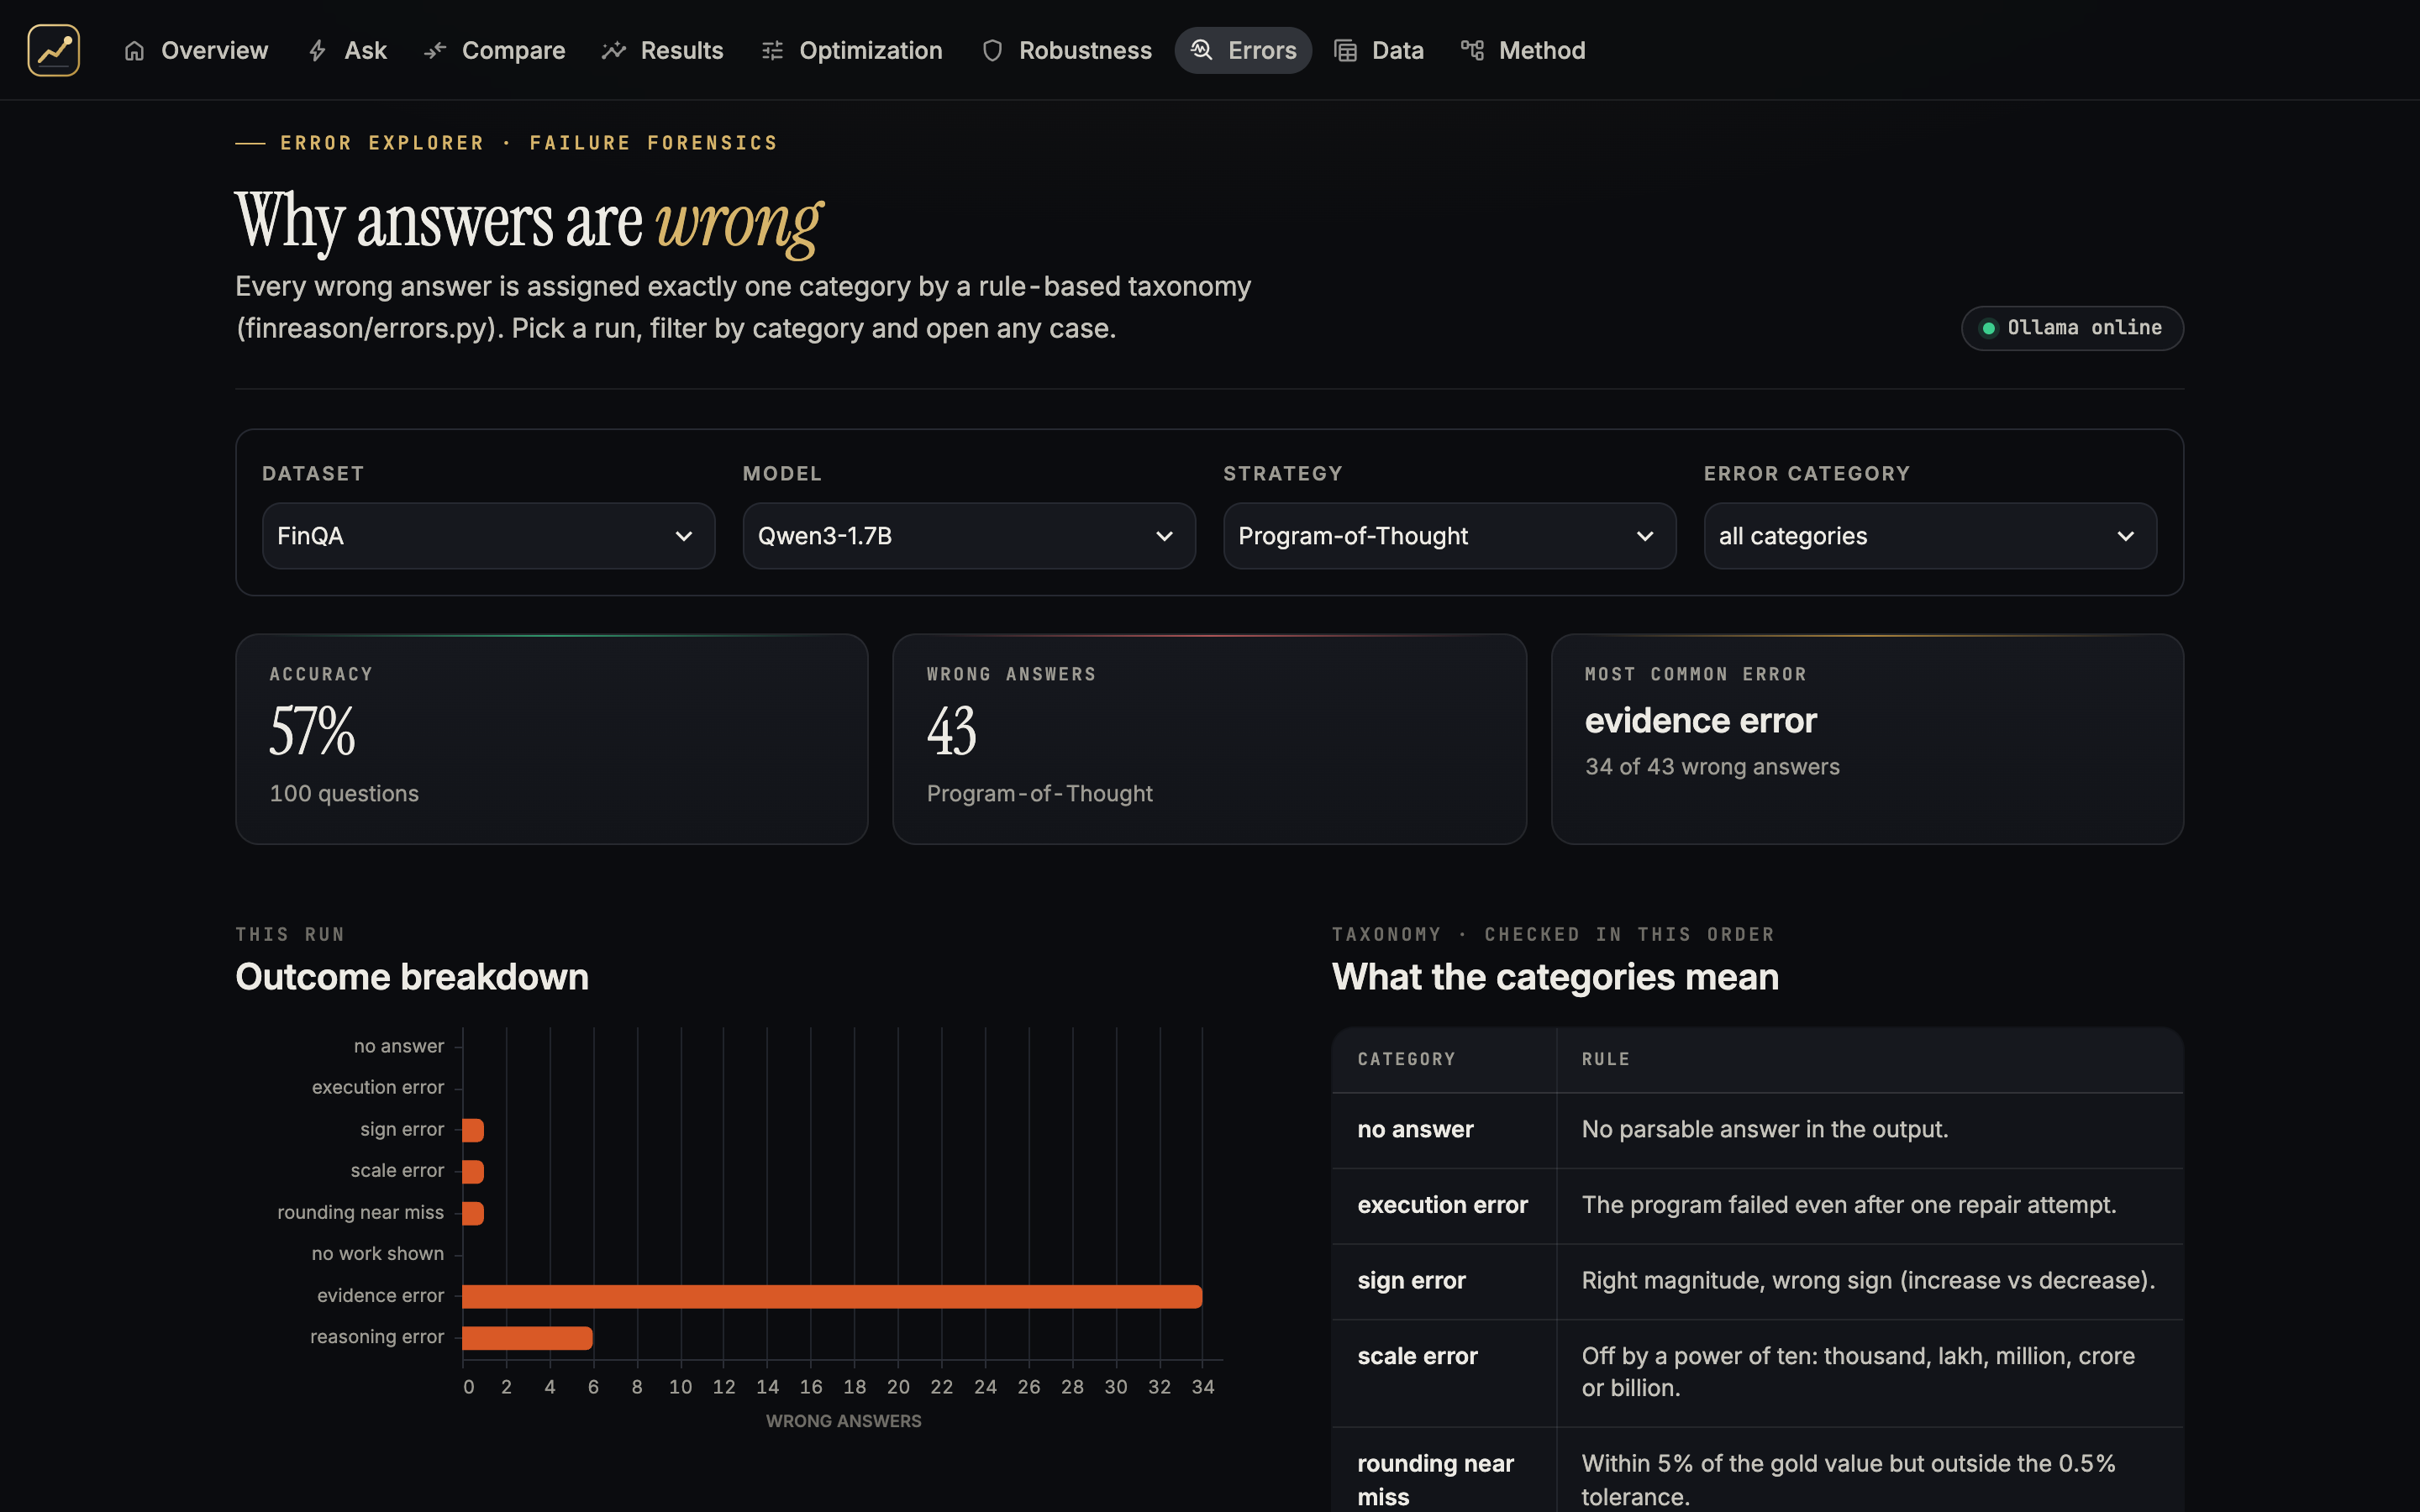 Overview Ask Compare Results Optimization Robustness Errors Data Method
ERROR EXPLORER · FAILURE FORENSICS
Why answers are wrong
Every wrong answer is assigned exactly one category by a rule-based taxonomy
(finreason/errors.py). Pick a run, filter by category and open any case.
Ollama online
DATASET MODEL STRATEGY ERROR CATEGORY
FinQA Qwen3-1.7B Program-of-Thought all categories
ACCURACY
57%
100 questions
WRONG ANSWERS
43
Program-of-Thought
MOST COMMON ERROR
evidence error
34 of 43 wrong answers
THIS RUN
Outcome breakdown
no answer
execution error
sign error
scale error
rounding near miss
no work shown
evidence error
reasoning error
0 2 4 6 8 10 12 14 16 18 20 22 24 26 28 30 32 34
WRONG ANSWERS
TAXONOMY · CHECKED IN THIS ORDER
What the categories mean
CATEGORY RULE
no answer No parsable answer in the output.
execution error The program failed even after one repair attempt.
sign error Right magnitude, wrong sign (increase vs decrease).
scale error Off by a power of ten: thousand, lakh, million, crore
or billion.
rounding near Within 5% of the gold value but outside the 0.5%
miss tolerance.